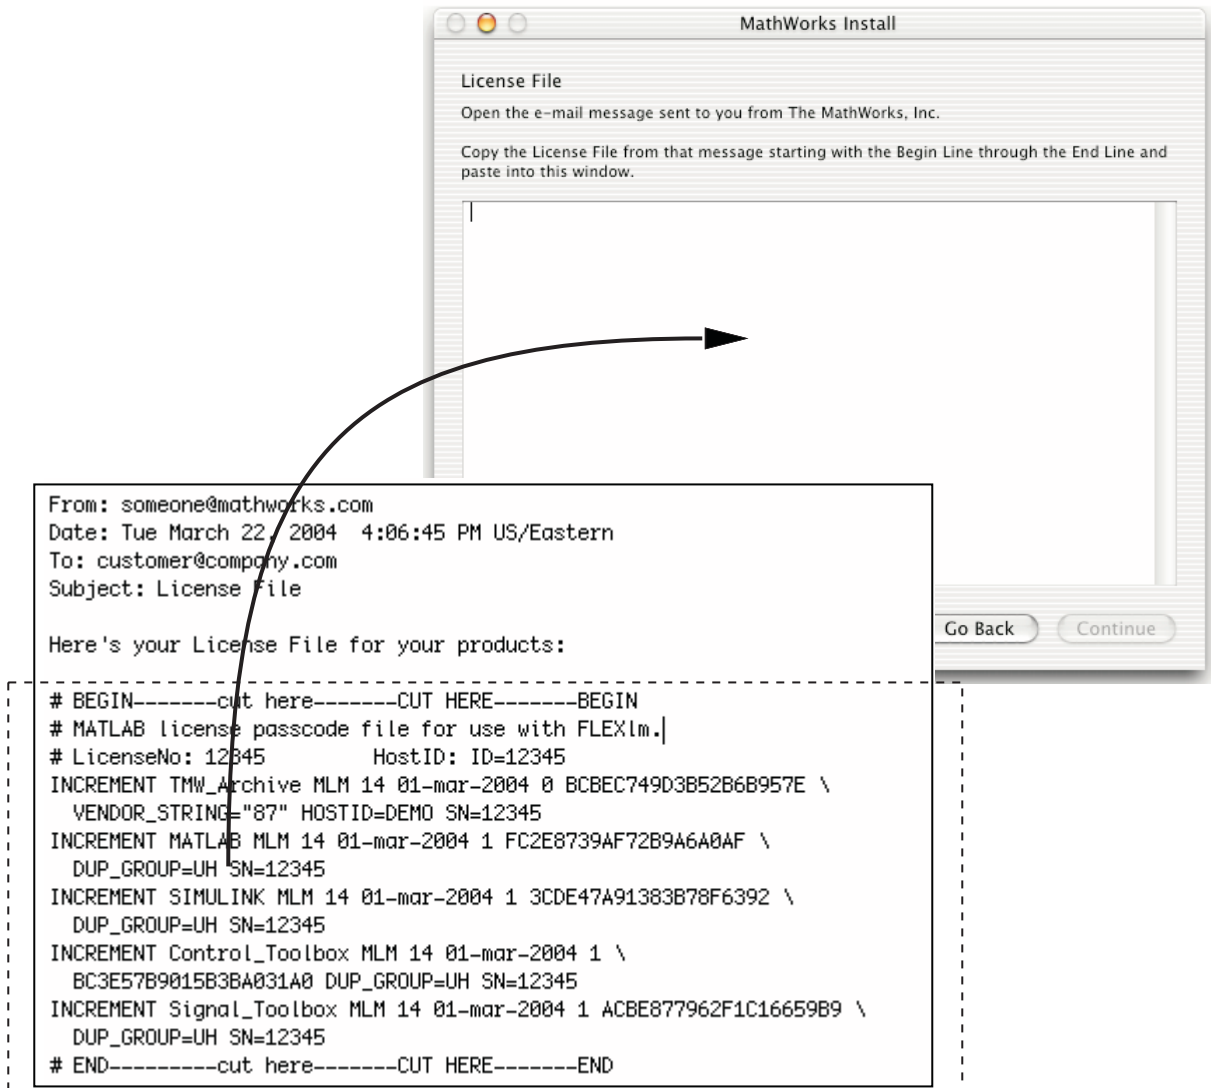 MathWorks Install
License File
Open the e-mail message sent to you from The MathWorks, Inc.
Copy the License File from that message starting with the Begin Line through the End Line and
paste into this window.
Go Back
Continue
From: someone@mathworks.com
Date: Tue March 22, 2004  4:06:45 PM US/Eastern
To: customer@company.com
Subject: License File
Here's your License File for your products:
# BEGIN-------cut here-------CUT HERE-------BEGIN
# MATLAB license passcode file for use with FLEXlm.
# LicenseNo: 12345         HostID: ID=12345
INCREMENT TMW_Archive MLM 14 01-mar-2004 0 BCBEC749D3B52B6B957E \
  VENDOR_STRING="87" HOSTID=DEMO SN=12345
INCREMENT MATLAB MLM 14 01-mar-2004 1 FC2E8739AF72B9A6A0AF \
  DUP_GROUP=UH SN=12345
INCREMENT SIMULINK MLM 14 01-mar-2004 1 3CDE47A91383B78F6392 \
  DUP_GROUP=UH SN=12345
INCREMENT Control_Toolbox MLM 14 01-mar-2004 1 \
  BC3E57B9015B3BA031A0 DUP_GROUP=UH SN=12345
INCREMENT Signal_Toolbox MLM 14 01-mar-2004 1 ACBE877962F1C16659B9 \
  DUP_GROUP=UH SN=12345
# END---------cut here-------CUT HERE-------END